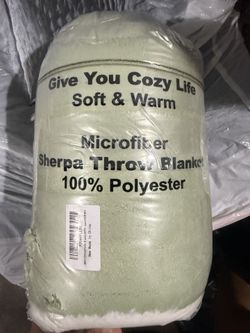 Give You Cozy Life
Soft & Warm
Microfiber
Sherpa Throw Blanket
100% Polyester